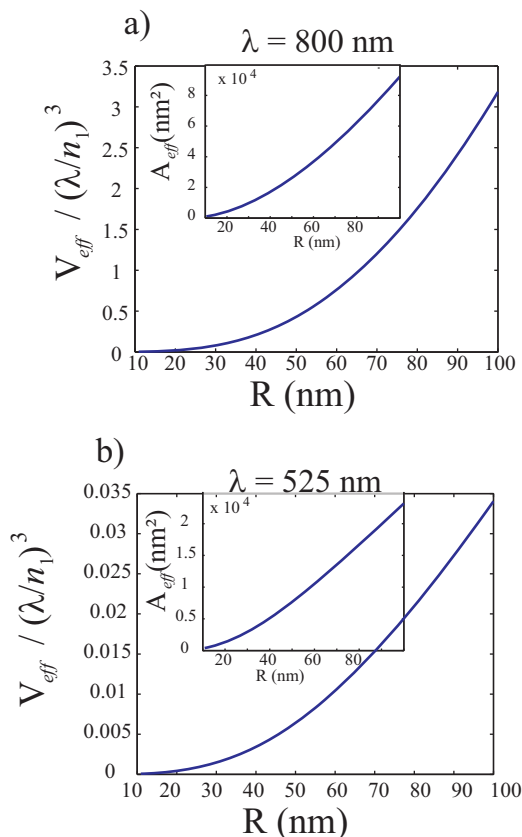 a)
λ = 800 nm
V_eff / (λ/n₁)³
3.5
3
2.5
2
1.5
1
0.5
0
10 20 30 40 50 60 70 80 90 100
R (nm)
x 10⁴
A_eff(nm²)
8
6
4
2
0
20 40 60 80
R (nm)
b)
λ = 525 nm
V_eff / (λ/n₁)³
0.035
0.03
0.025
0.02
0.015
0.01
0.005
0
10 20 30 40 50 60 70 80 90 100
R (nm)
x 10⁴
A_eff(nm²)
2
1
0
20 40 60 80
R (nm)